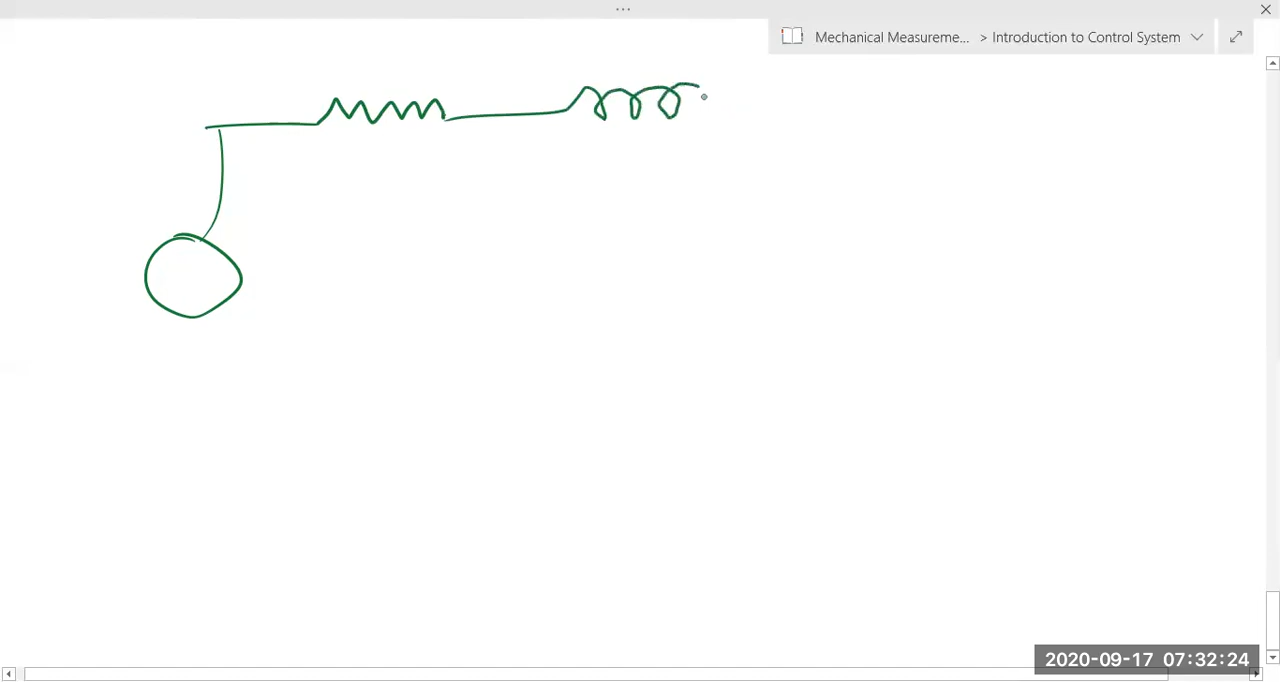 Mechanical Measureme... > Introduction to Control System
2020-09-17 07:32:24